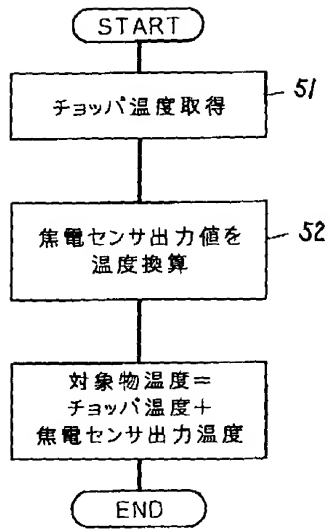 START
チョッパ温度取得
51
焦電センサ出力値を
温度換算
52
対象物温度=
チョッパ温度+
焦電センサ出力温度
END